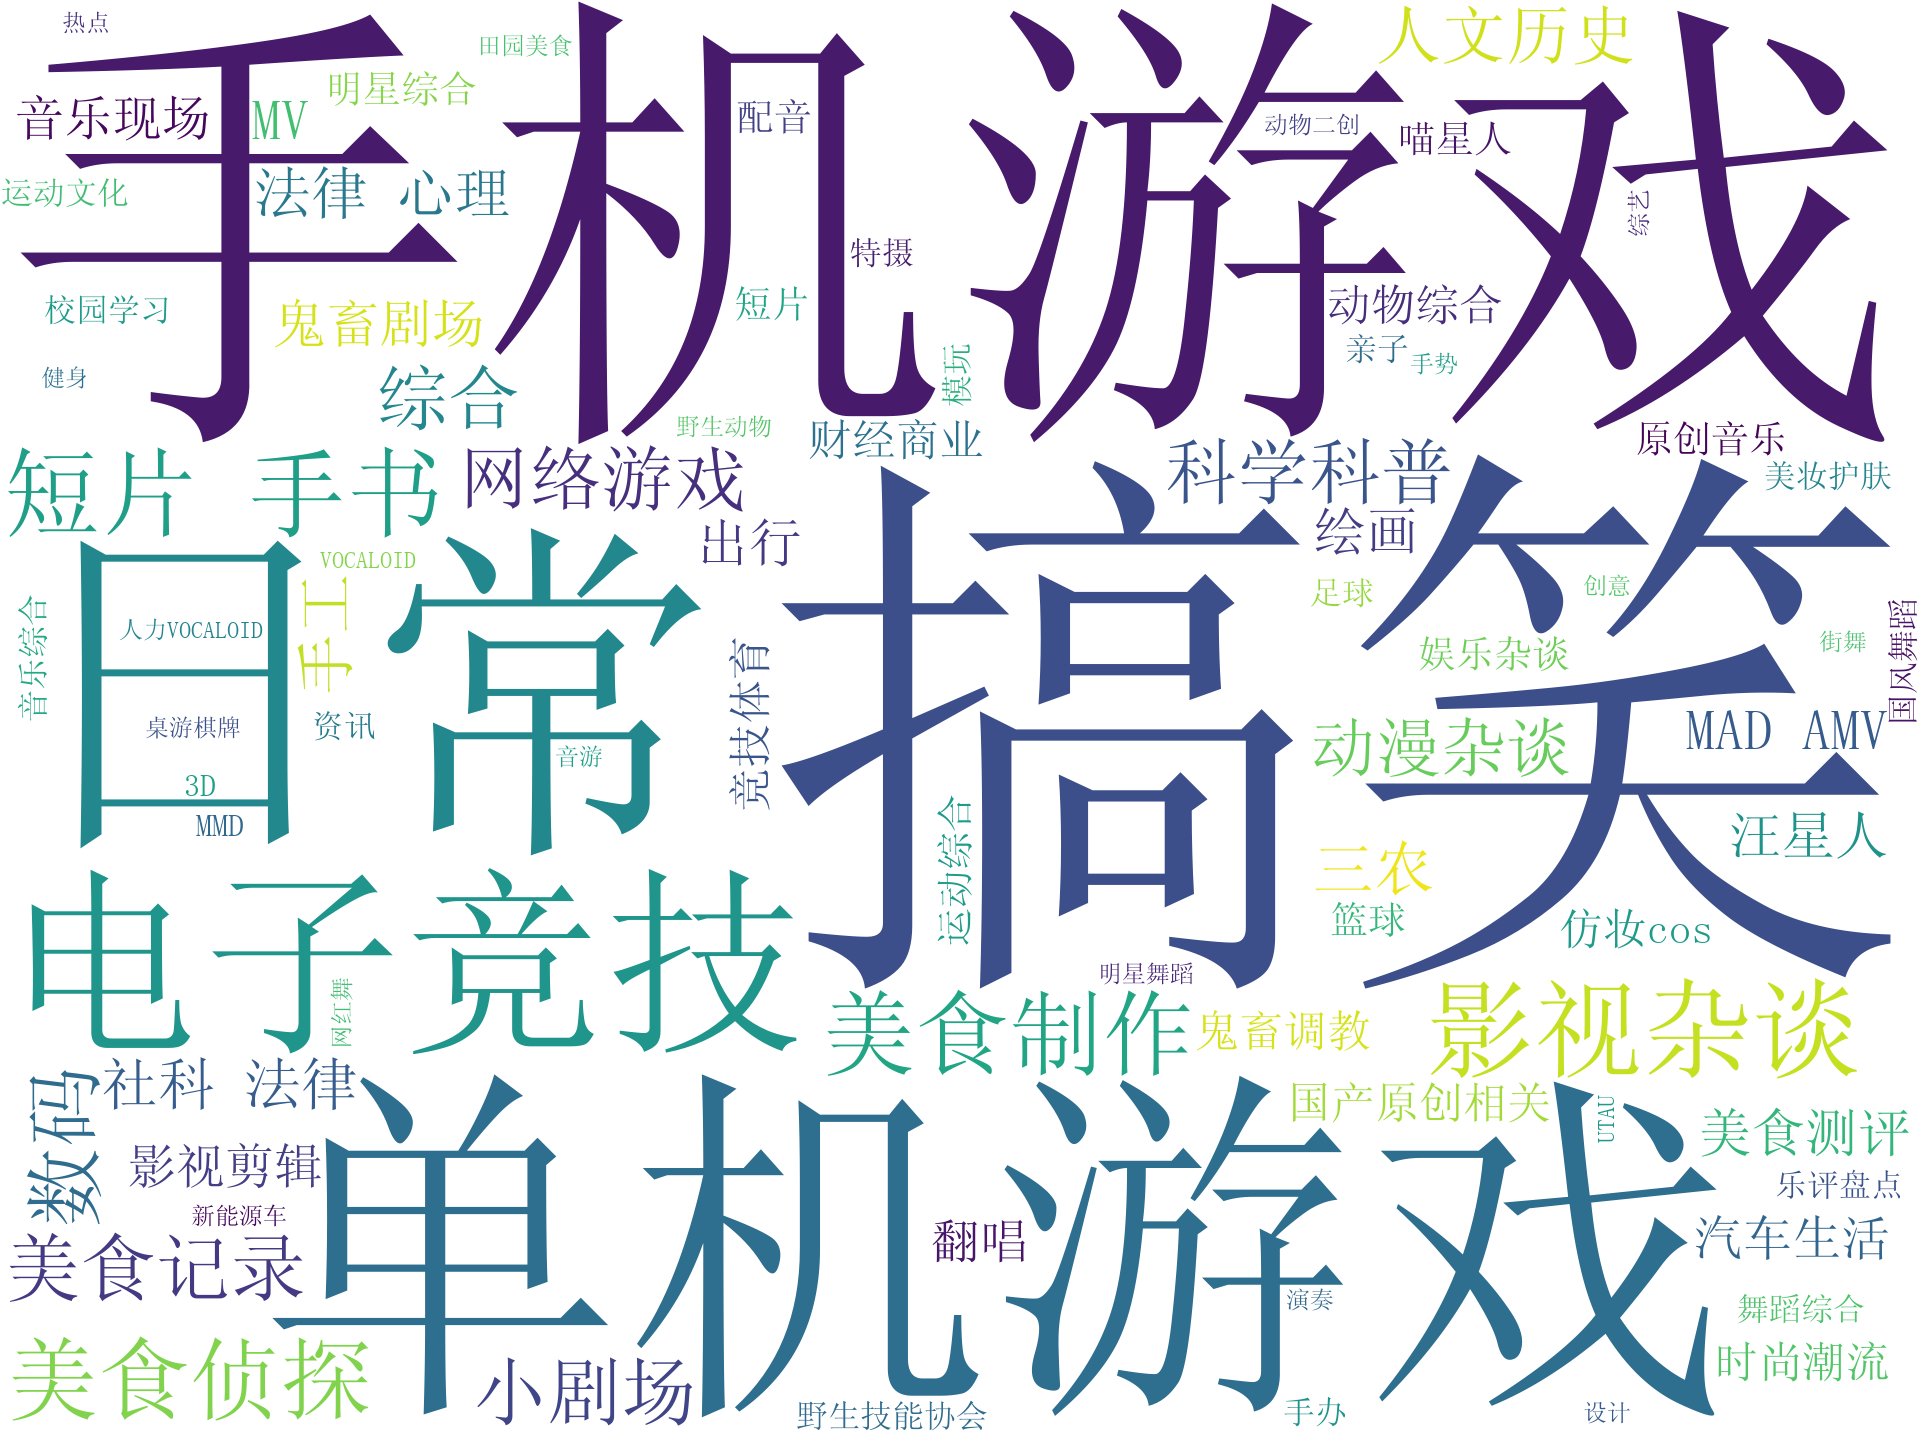 热点
田园美食
手机游戏
人文历史
明星综合
音乐现场
MV
配音
动物二创
喵星人
运动文化
法律 心理
综艺
特摄
校园学习
鬼畜剧场
短片
动物综合
亲子
手势
健身
综合
模玩
野生动物
财经商业
原创音乐
短片 手书
网络游戏
科学科普
美妆护肤
出行
绘画
搞笑
日常
VOCALOID
足球
创意
手工
音乐综合
人力VOCALOID
竞技体育
娱乐杂谈
街舞
国风舞蹈
桌游棋牌
资讯
音游
动漫杂谈
MAD AMV
3D
MMD
运动综合
汪星人
三农
电子竞技
篮球
仿妆cos
网红舞
明星舞蹈
美食制作
鬼畜调教
影视杂谈
数码
社科 法律
单机游戏
国产原创相关
UTAU
美食测评
影视剪辑
乐评盘点
新能源车
美食记录
翻唱
汽车生活
演奏
舞蹈综合
美食侦探
小剧场
时尚潮流
野生技能协会
手办
设计